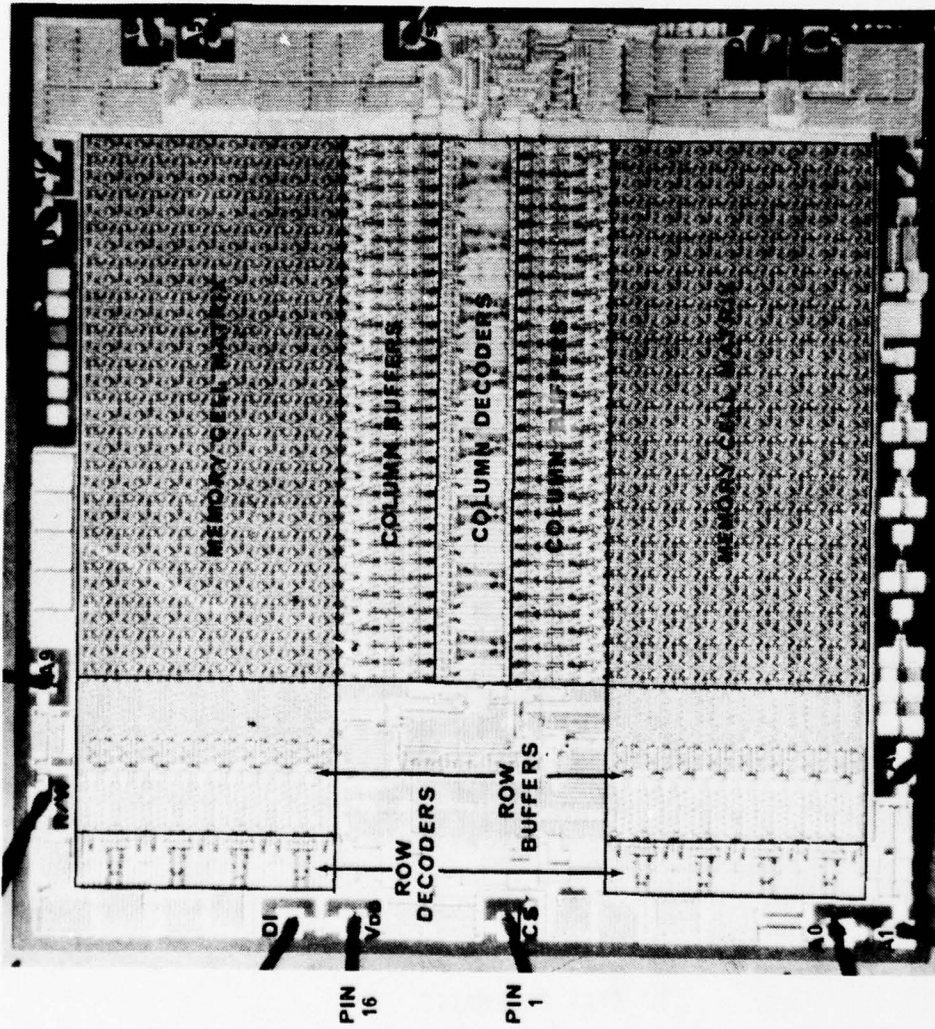 A9
R/W
MEMORY CELL MATRIX
COLUMN BUFFERS
COLUMN DECODERS
COLUMN BUFFERS
MEMORY CELL MATRIX
ROW
BUFFERS
ROW
DECODERS
DI
PIN
16
CS
PIN
1
A0
A1